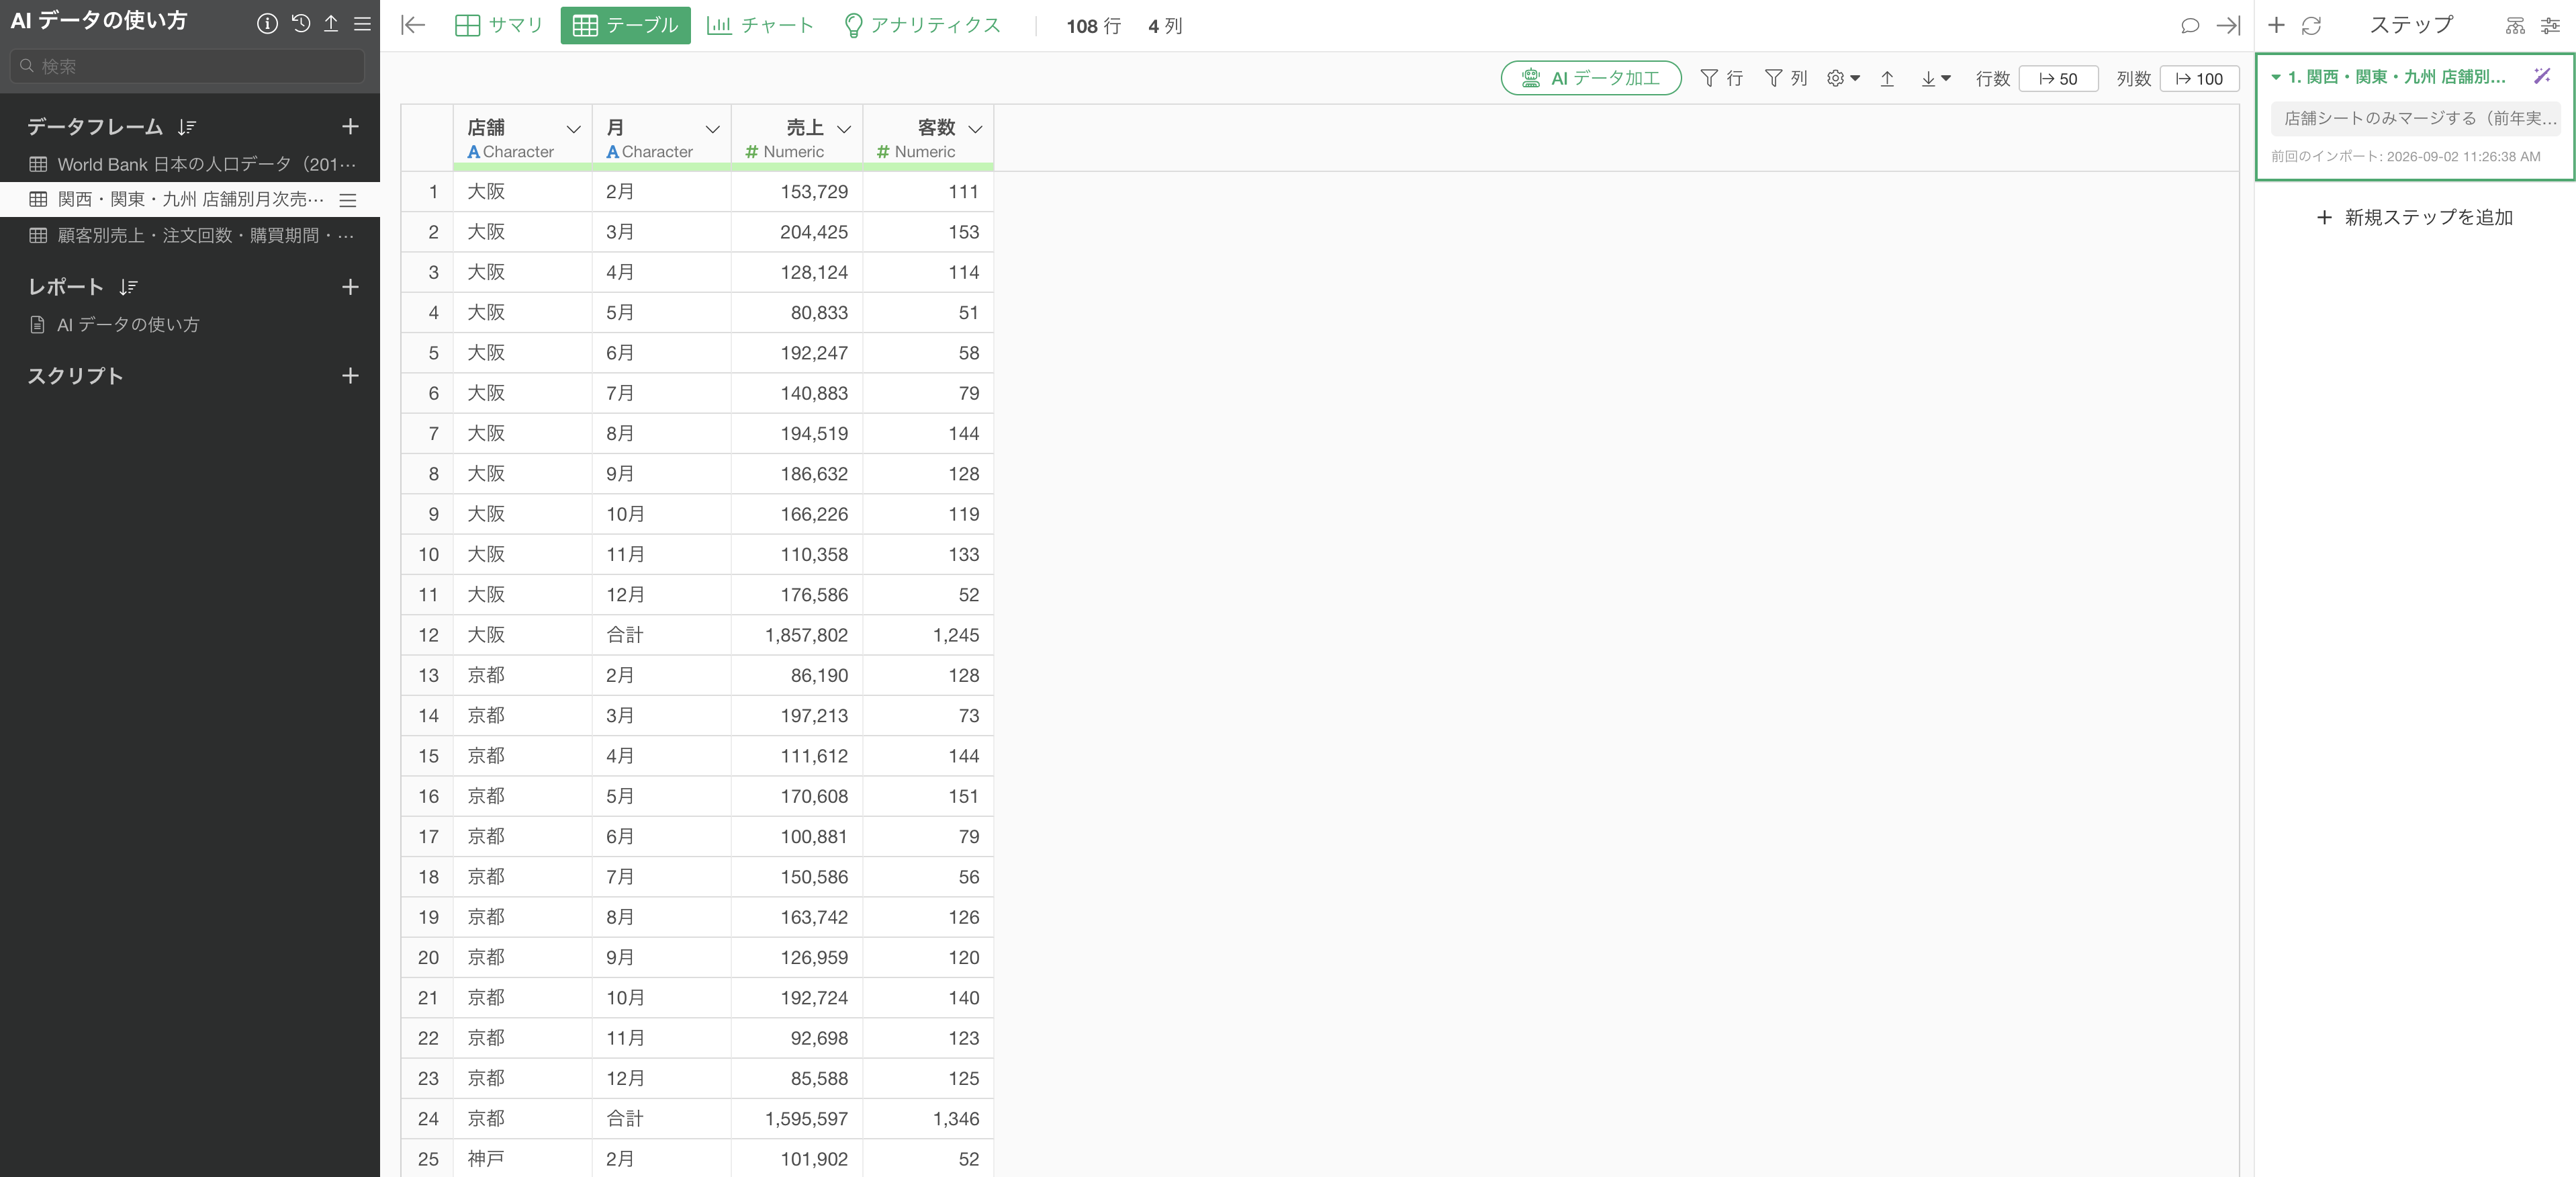 AI データの使い方
検索
データフレーム
World Bank 日本の人口データ（201…
関西・関東・九州 店舗別月次売…
顧客別売上・注文回数・購買期間・…
レポート
AI データの使い方
スクリプト
サマリ テーブル チャート アナリティクス 108 行 4 列
AI データ加工 行 列 行数 50 列数 100
店舗 月 売上 客数
A Character A Character # Numeric # Numeric
1 大阪 2月 153,729 111
2 大阪 3月 204,425 153
3 大阪 4月 128,124 114
4 大阪 5月 80,833 51
5 大阪 6月 192,247 58
6 大阪 7月 140,883 79
7 大阪 8月 194,519 144
8 大阪 9月 186,632 128
9 大阪 10月 166,226 119
10 大阪 11月 110,358 133
11 大阪 12月 176,586 52
12 大阪 合計 1,857,802 1,245
13 京都 2月 86,190 128
14 京都 3月 197,213 73
15 京都 4月 111,612 144
16 京都 5月 170,608 151
17 京都 6月 100,881 79
18 京都 7月 150,586 56
19 京都 8月 163,742 126
20 京都 9月 126,959 120
21 京都 10月 192,724 140
22 京都 11月 92,698 123
23 京都 12月 85,588 125
24 京都 合計 1,595,597 1,346
25 神戸 2月 101,902 52
ステップ
1. 関西・関東・九州 店舗別…
店舗シートのみマージする（前年実…
前回のインポート: 2026-09-02 11:26:38 AM
新規ステップを追加